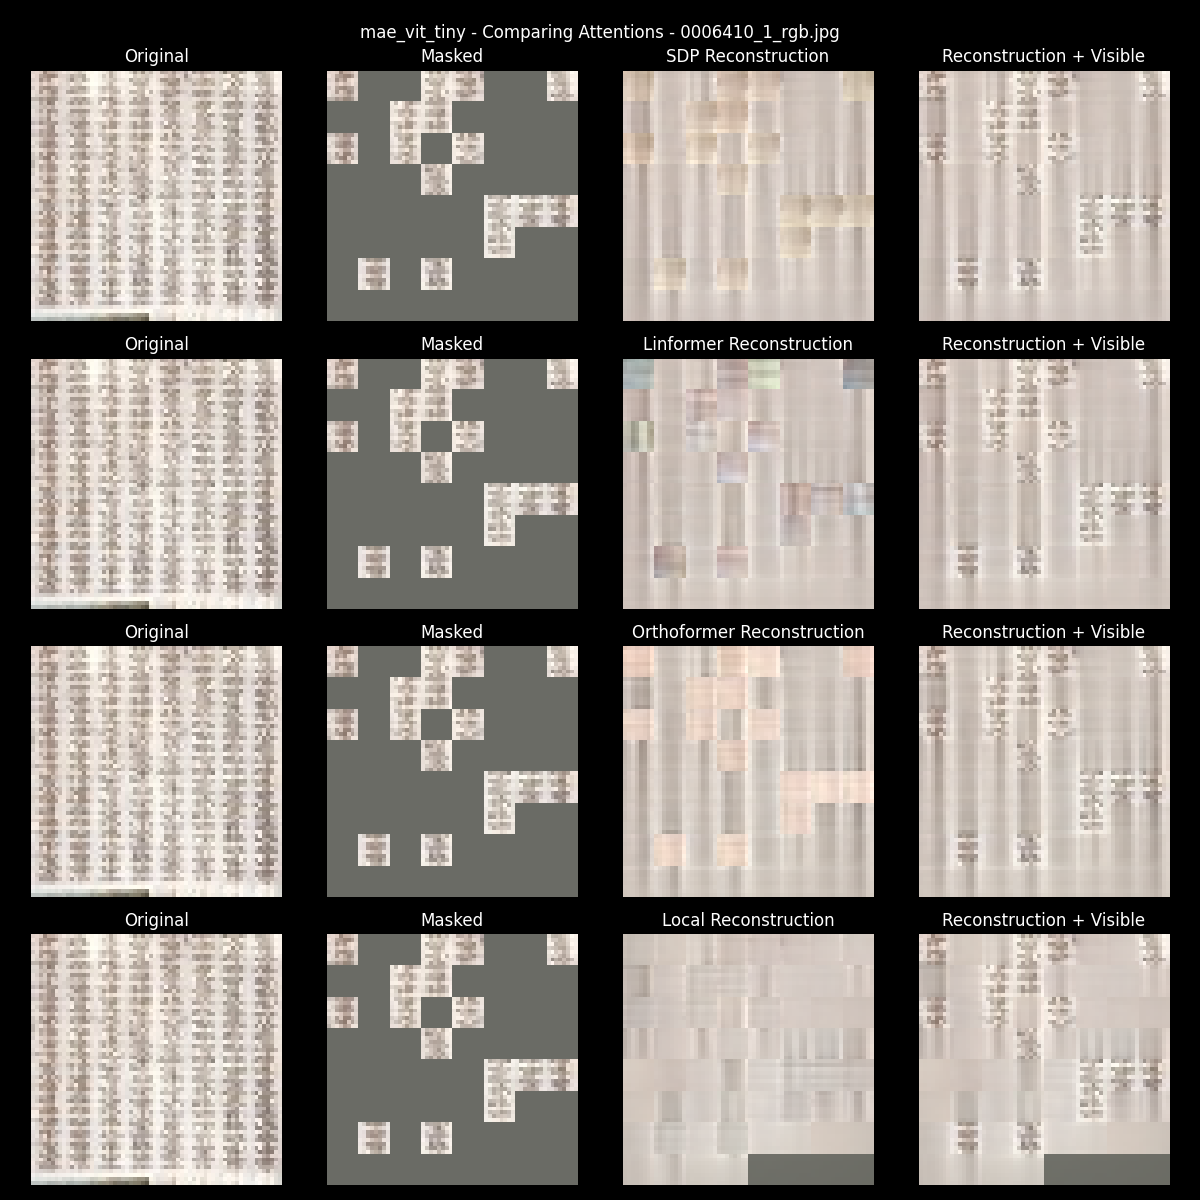 mae_vit_tiny - Comparing Attentions - 0006410_1_rgb.jpg
Original Masked SDP Reconstruction Reconstruction + Visible
Original Masked Linformer Reconstruction Reconstruction + Visible
Original Masked Orthoformer Reconstruction Reconstruction + Visible
Original Masked Local Reconstruction Reconstruction + Visible